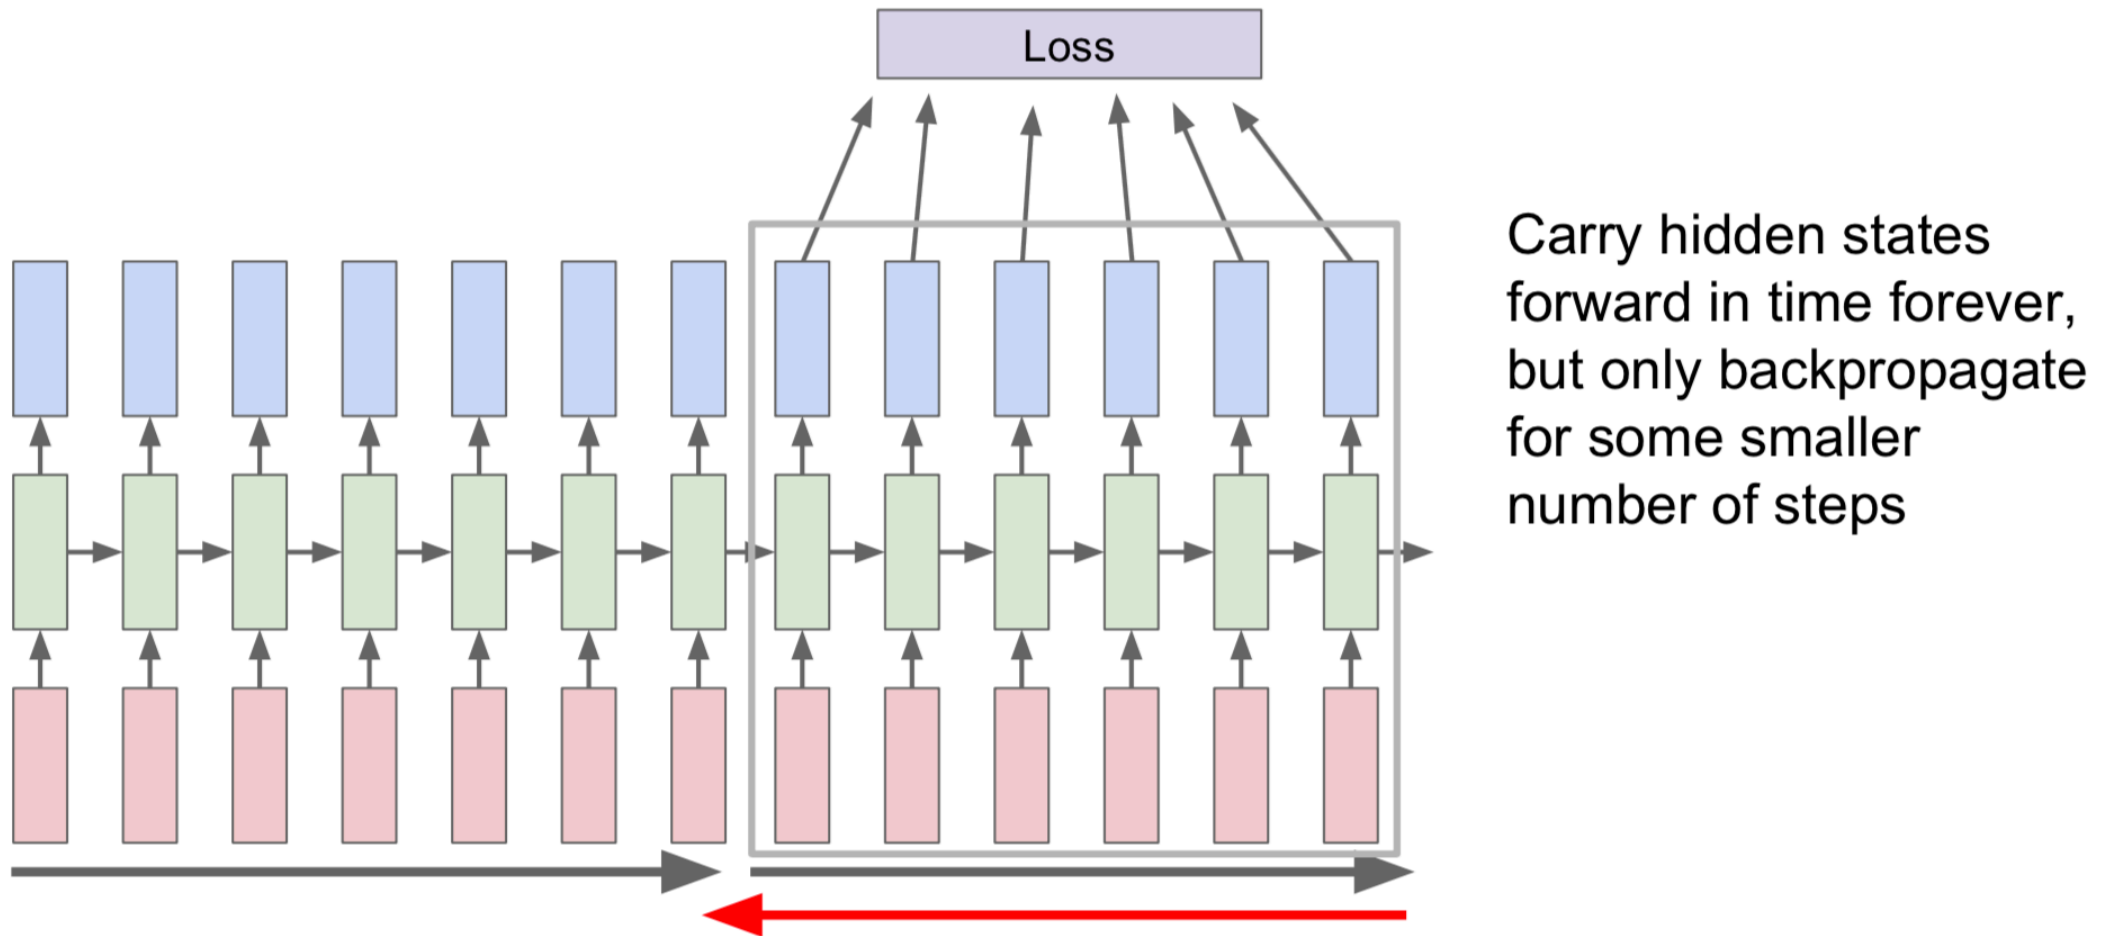 Loss
Carry hidden states
forward in time forever,
but only backpropagate
for some smaller
number of steps